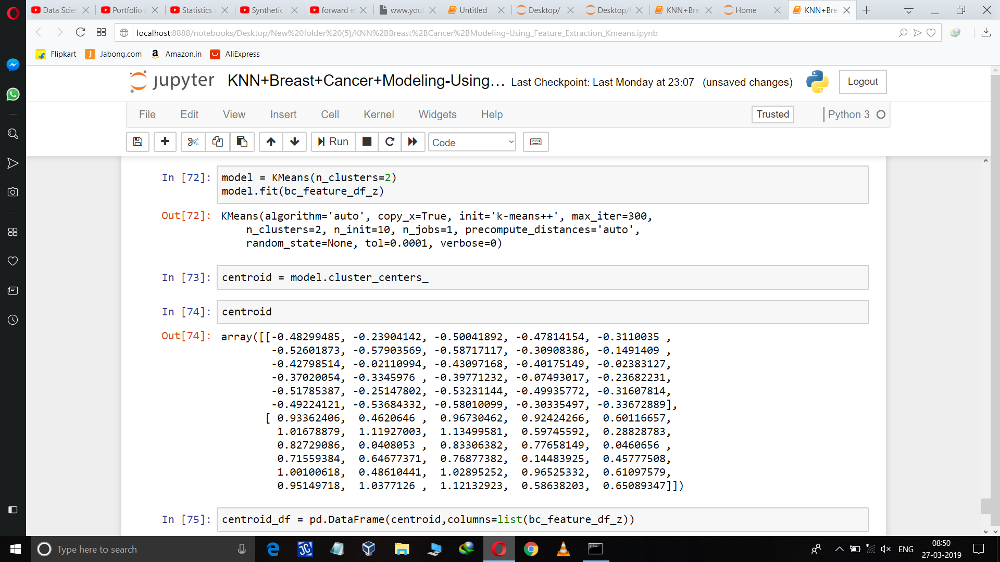 Data Scien
Portfolio A
Statistics a
Synthetic
forward e
www.yout
Untitled
Desktop/
Desktop/
KNN+Bre
Home
KNN+Bre
localhost:8888/notebooks/Desktop/New%20folder%20(5)/KNN%2BBreast%2BCancer%2BModeling-Using_Feature_Extraction_Kmeans.ipynb
Flipkart
Jabong.com
Amazon.in
AliExpress
jupyter KNN+Breast+Cancer+Modeling-Using... Last Checkpoint: Last Monday at 23:07 (unsaved changes)
Logout
File Edit View Insert Cell Kernel Widgets Help
Trusted
Python 3
Run
Code
In [72]: model = KMeans(n_clusters=2)
model.fit(bc_feature_df_z)
Out[72]: KMeans(algorithm='auto', copy_x=True, init='k-means++', max_iter=300,
n_clusters=2, n_init=10, n_jobs=1, precompute_distances='auto',
random_state=None, tol=0.0001, verbose=0)
In [73]: centroid = model.cluster_centers_
In [74]: centroid
Out[74]: array([[-0.48299485, -0.23904142, -0.50041892, -0.47814154, -0.3110035 ,
-0.52601873, -0.57903569, -0.58717117, -0.30908386, -0.1491409 ,
-0.42798514, -0.02110994, -0.43097168, -0.40175149, -0.02383127,
-0.37020054, -0.3345976 , -0.39771232, -0.07493017, -0.23682231,
-0.51785387, -0.25147802, -0.53231144, -0.49935772, -0.31607814,
-0.49224121, -0.53684332, -0.58010099, -0.30335497, -0.33672889],
[ 0.93362406, 0.4620646 , 0.96730462, 0.92424266, 0.60116657,
1.01678879, 1.11927003, 1.13499581, 0.59745592, 0.28828783,
0.82729086, 0.0408053 , 0.83306382, 0.77658149, 0.0460656 ,
0.71559384, 0.64677371, 0.76877382, 0.14483925, 0.45777508,
1.00100618, 0.48610441, 1.02895252, 0.96525332, 0.61097579,
0.95149718, 1.0377126 , 1.12132923, 0.58638203, 0.65089347]])
In [75]: centroid_df = pd.DataFrame(centroid,columns=list(bc_feature_df_z))
Type here to search
ENG
08:50
27-03-2019